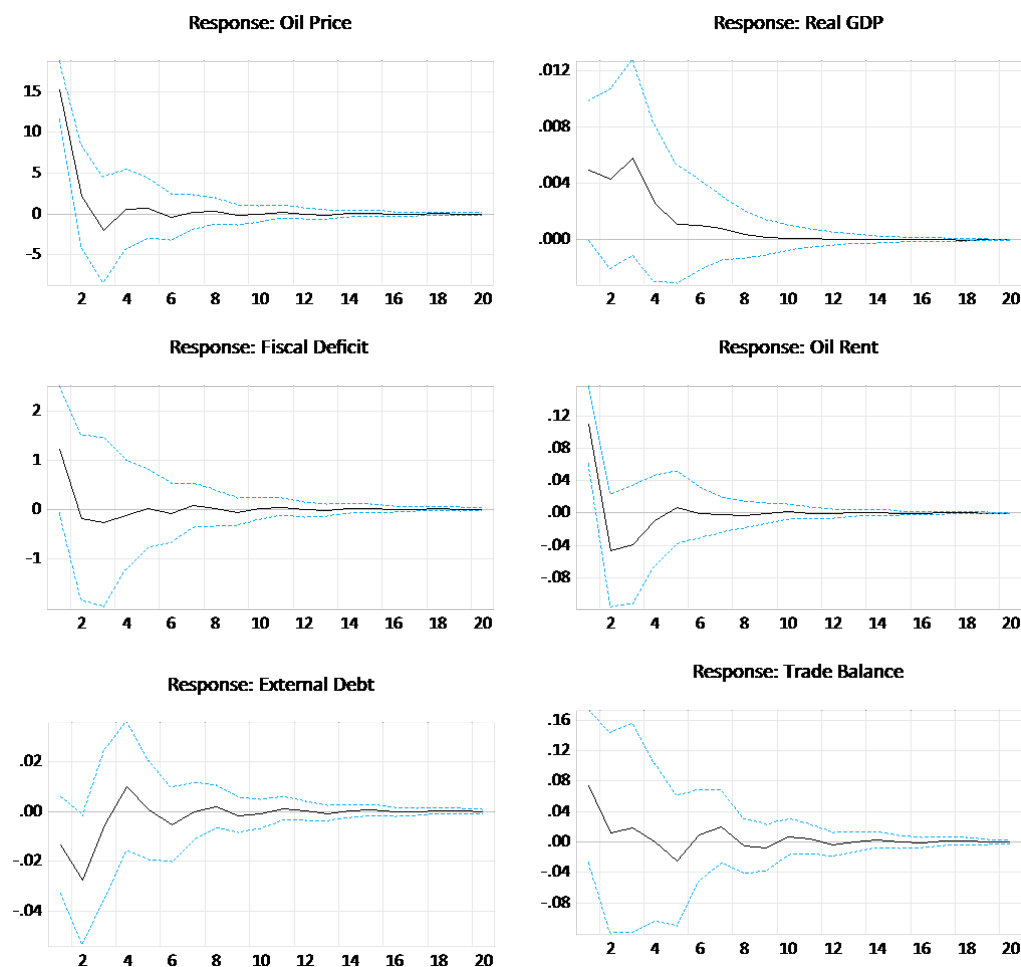 Response: Oil Price
15
10
5
0
-5
2 4 6 8 10 12 14 16 18 20
Response: Real GDP
.012
.008
.004
.000
2 4 6 8 10 12 14 16 18 20
Response: Fiscal Deficit
2
1
0
-1
2 4 6 8 10 12 14 16 18 20
Response: Oil Rent
.12
.08
.04
.00
-.04
-.08
2 4 6 8 10 12 14 16 18 20
Response: External Debt
.02
.00
-.02
-.04
2 4 6 8 10 12 14 16 18 20
Response: Trade Balance
.16
.12
.08
.04
.00
-.04
-.08
2 4 6 8 10 12 14 16 18 20